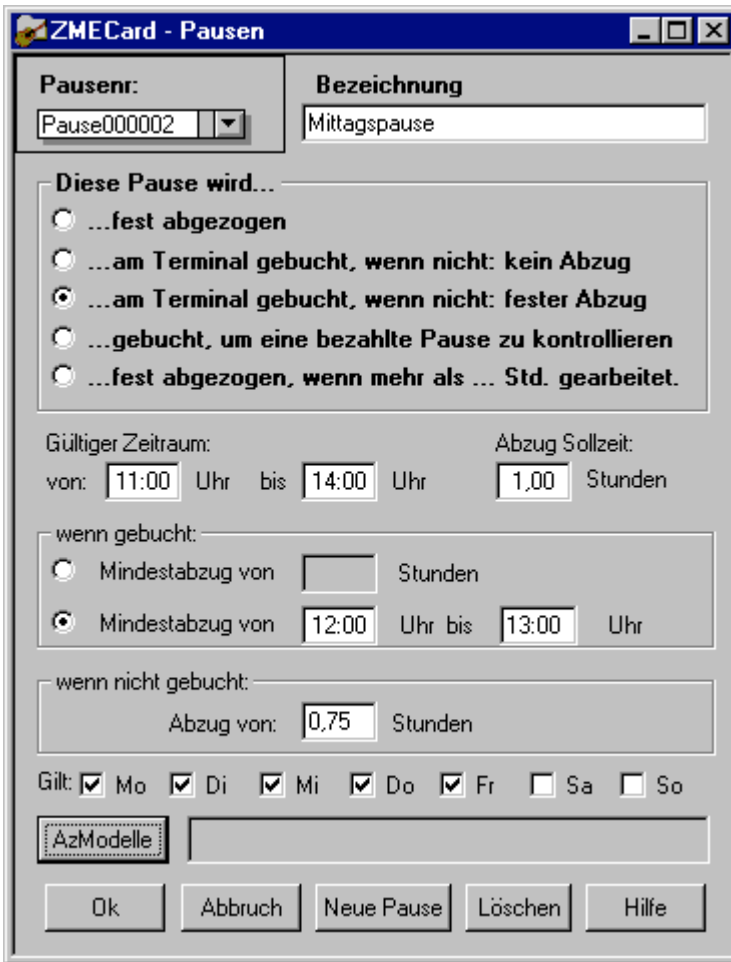 ZMECard - Pausen
Pausenr: Bezeichnung
Pause000002 Mittagspause
Diese Pause wird...
...fest abgezogen
...am Terminal gebucht, wenn nicht: kein Abzug
...am Terminal gebucht, wenn nicht: fester Abzug
...gebucht, um eine bezahlte Pause zu kontrollieren
...fest abgezogen, wenn mehr als ... Std. gearbeitet.
Gültiger Zeitraum: Abzug Sollzeit:
von: 11:00 Uhr bis 14:00 Uhr 1,00 Stunden
wenn gebucht:
Mindestabzug von Stunden
Mindestabzug von 12:00 Uhr bis 13:00 Uhr
wenn nicht gebucht:
Abzug von: 0,75 Stunden
Gilt: Mo Di Mi Do Fr Sa So
AzModelle
Ok Abbruch Neue Pause Löschen Hilfe